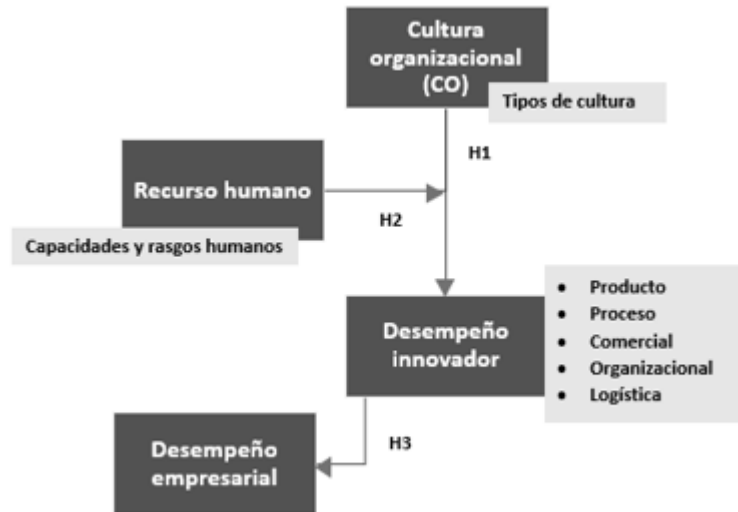 Cultura
organizacional
(CO)
Tipos de cultura
H1
Recurso humano
H2
Capacidades y rasgos humanos
Desempeño
innovador
• Producto
• Proceso
• Comercial
• Organizacional
• Logística
H3
Desempeño
empresarial